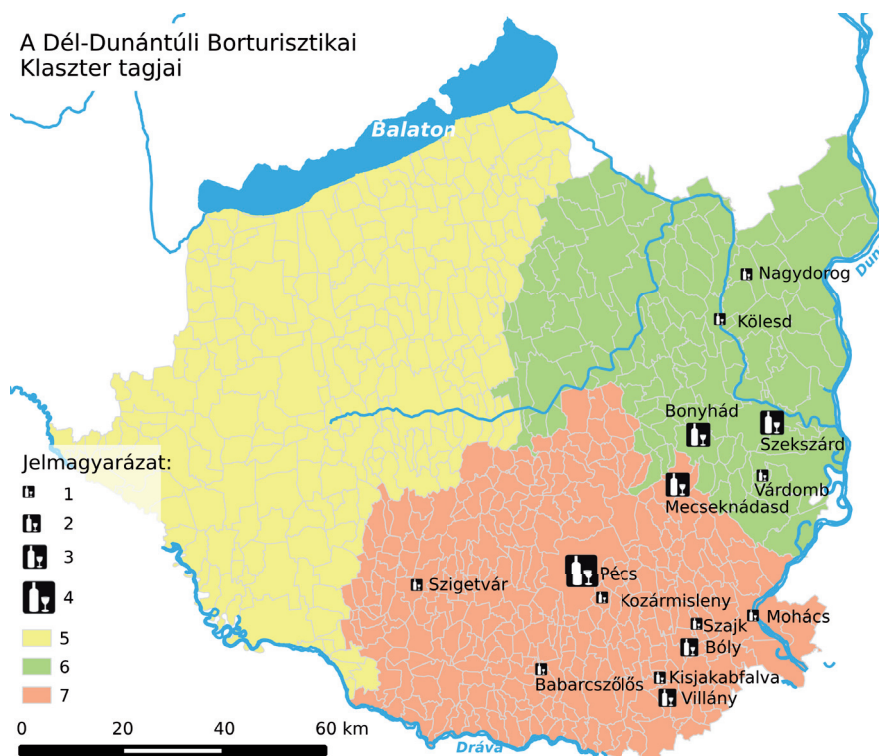 A Dél-Dunántúli Borturisztikai
Klaszter tagjai
Balaton
Dun
Nagydorog
Kölesd
Bonyhád
Szekszárd
Várdomb
Mecseknádasd
Jelmagyarázat:
1
2
3
4
5
6
7
Pécs
Szigetvár
Kozármisleny
Mohács
Szajk
Bóly
Kisjakabfalva
Babarcszőlős
Villány
0 20 40 60 km
Dráva